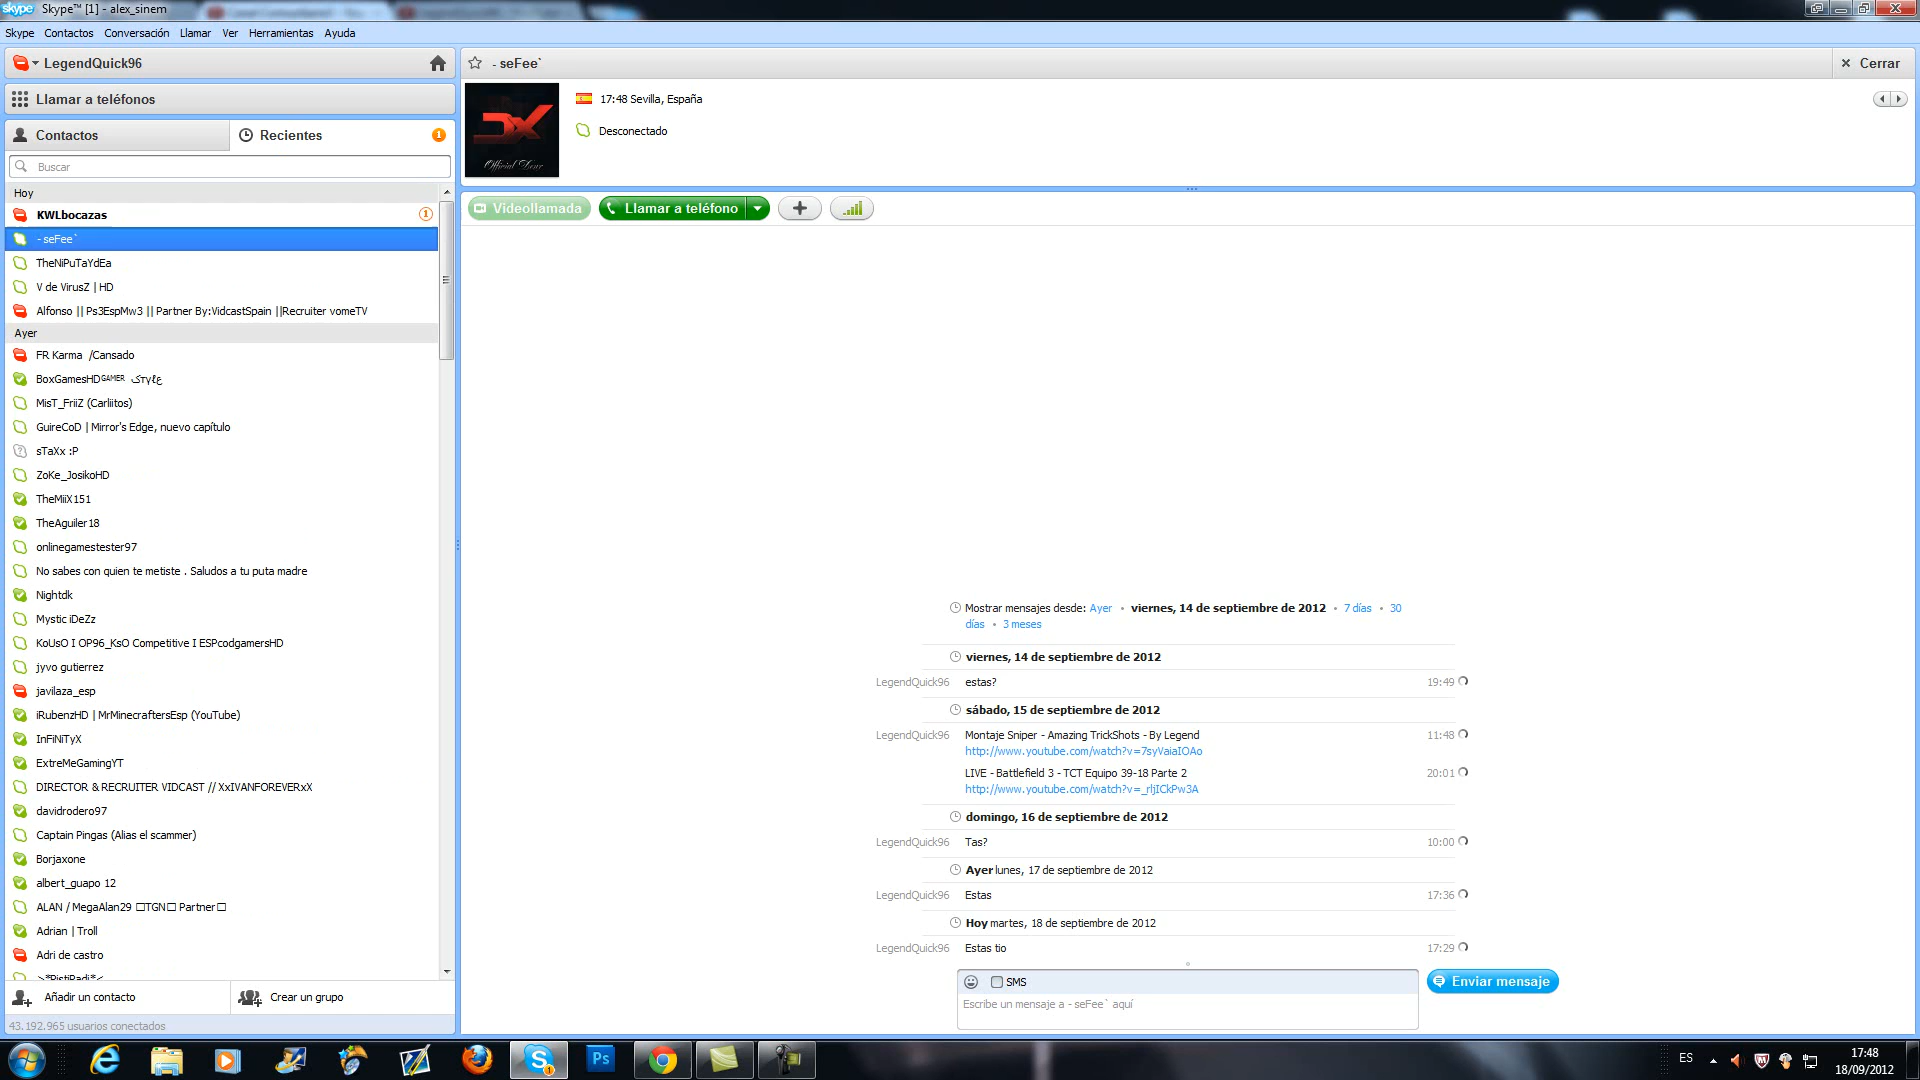 Skype™ [1] - alex_sinem
Skype Contactos Conversación Llamar Ver Herramientas Ayuda
LegendQuick96
Llamar a teléfonos
Contactos
Recientes
1
Buscar
Hoy
KWLbocazas
1
- seFee`
TheNiPuTaYdEa
V de VirusZ | HD
Alfonso || Ps3EspMw3 || Partner By:VidcastSpain ||Recruiter vomeTV
Ayer
FR Karma /Cansado
BoxGamesHDᴳᴬᴹᴱᴿ
MisT_FriiZ (Carliitos)
GuireCoD | Mirror's Edge, nuevo capítulo
sTaXx :P
ZoKe_JosikoHD
TheMiiX151
TheAguiler18
onlinegamestester97
No sabes con quien te metiste . Saludos a tu puta madre
Nightdk
Mystic iDeZz
KoUsO I OP96_KsO Competitive I ESPcodgamersHD
jyvo gutierrez
javilaza_esp
iRubenzHD | MrMinecraftersEsp (YouTube)
InFiNiTyX
ExtreMeGamingYT
DIRECTOR & RECRUITER VIDCAST // XxIVANFOREVERxX
davidrodero97
Captain Pingas (Alias el scammer)
Borjaxone
albert_guapo 12
ALAN / MegaAlan29 □TGN□ Partner□
Adrian | Troll
Adri de castro
Añadir un contacto
Crear un grupo
43.192.965 usuarios conectados
- seFee`
Cerrar
17:48 Sevilla, España
Desconectado
Videollamada
Llamar a teléfono
Mostrar mensajes desde: Ayer • viernes, 14 de septiembre de 2012 • 7 días • 30
días • 3 meses
viernes, 14 de septiembre de 2012
LegendQuick96 estas? 19:49
sábado, 15 de septiembre de 2012
LegendQuick96 Montaje Sniper - Amazing TrickShots - By Legend 11:48
http://www.youtube.com/watch?v=7syVaiaIOAo
LIVE - Battlefield 3 - TCT Equipo 39-18 Parte 2 20:01
http://www.youtube.com/watch?v=_rljICkPw3A
domingo, 16 de septiembre de 2012
LegendQuick96 Tas? 10:00
Ayer lunes, 17 de septiembre de 2012
LegendQuick96 Estas 17:36
Hoy martes, 18 de septiembre de 2012
LegendQuick96 Estas tio 17:29
SMS
Escribe un mensaje a - seFee` aquí
Enviar mensaje
Ps
ES
17:48
18/09/2012